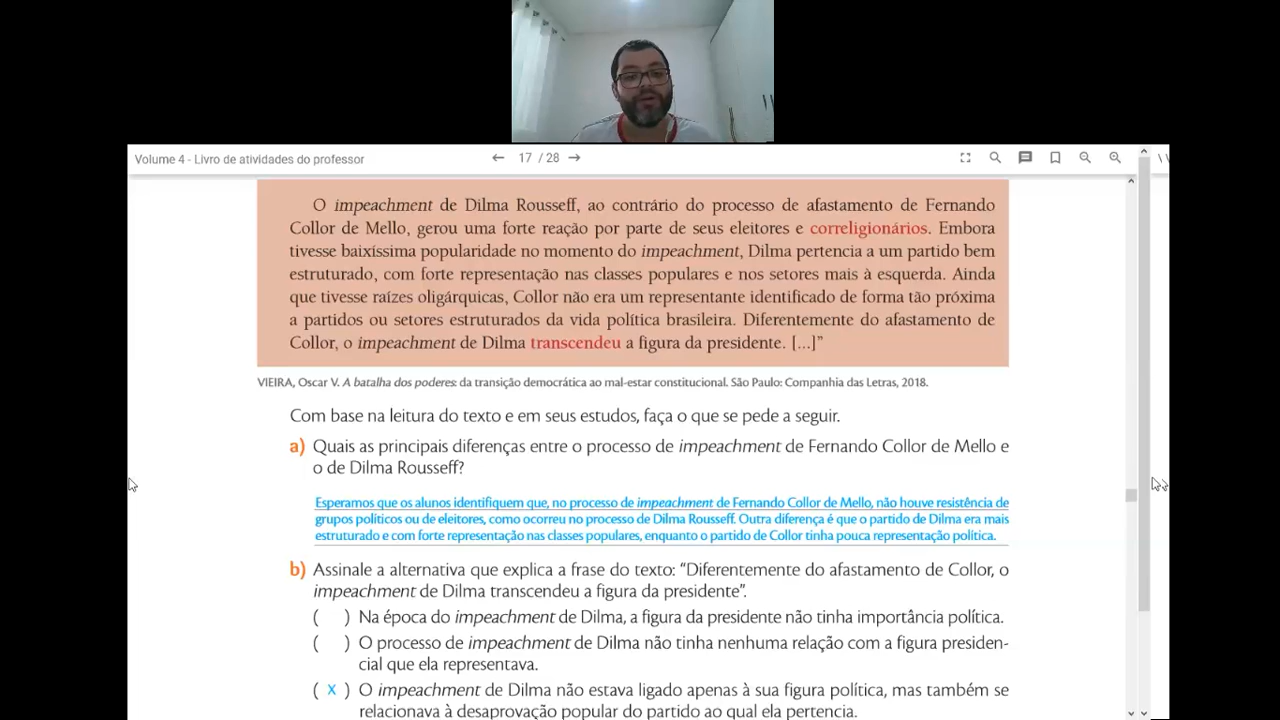 Volume 4 - Livro de atividades do professor
17 / 28
O impeachment de Dilma Rousseff, ao contrário do processo de afastamento de Fernando
Collor de Mello, gerou uma forte reação por parte de seus eleitores e correligionários. Embora
tivesse baixíssima popularidade no momento do impeachment, Dilma pertencia a um partido bem
estruturado, com forte representação nas classes populares e nos setores mais à esquerda. Ainda
que tivesse raízes oligárquicas, Collor não era um representante identificado de forma tão próxima
a partidos ou setores estruturados da vida política brasileira. Diferentemente do afastamento de
Collor, o impeachment de Dilma transcendeu a figura da presidente. [...]”
VIEIRA, Oscar V. A batalha dos poderes: da transição democrática ao mal-estar constitucional. São Paulo: Companhia das Letras, 2018.
Com base na leitura do texto e em seus estudos, faça o que se pede a seguir.
a) Quais as principais diferenças entre o processo de impeachment de Fernando Collor de Mello e
o de Dilma Rousseff?
Esperamos que os alunos identifiquem que, no processo de impeachment de Fernando Collor de Mello, não houve resistência de
grupos políticos ou de eleitores, como ocorreu no processo de Dilma Rousseff. Outra diferença é que o partido de Dilma era mais
estruturado e com forte representação nas classes populares, enquanto o partido de Collor tinha pouca representação política.
b) Assinale a alternativa que explica a frase do texto: “Diferentemente do afastamento de Collor, o
impeachment de Dilma transcendeu a figura da presidente”.
( ) Na época do impeachment de Dilma, a figura da presidente não tinha importância política.
( ) O processo de impeachment de Dilma não tinha nenhuma relação com a figura presiden-
cial que ela representava.
( x ) O impeachment de Dilma não estava ligado apenas à sua figura política, mas também se
relacionava à desaprovação popular do partido ao qual ela pertencia.